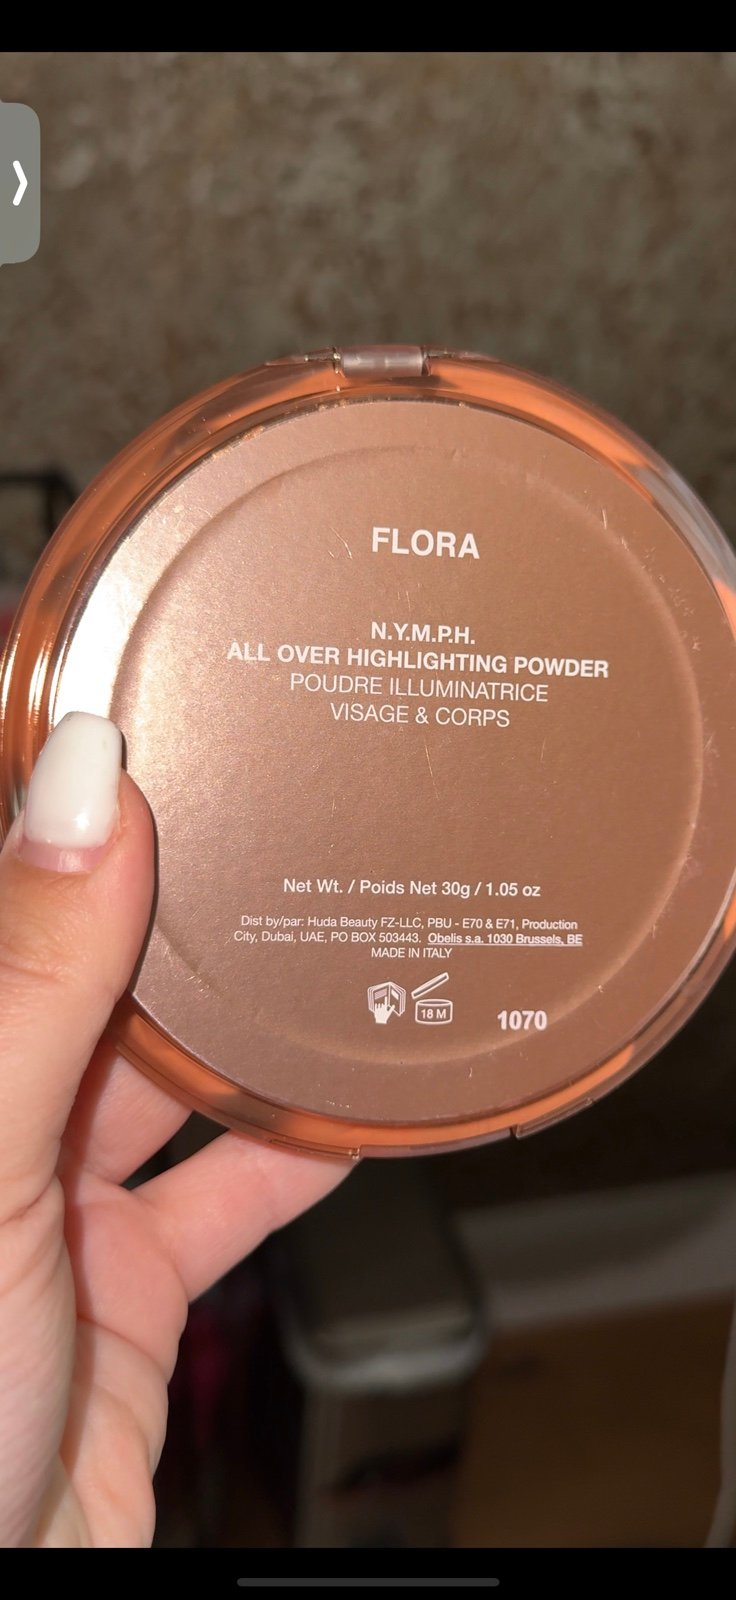 FLORA
N.Y.M.P.H.
ALL OVER HIGHLIGHTING POWDER
POUDRE ILLUMINATRICE
VISAGE & CORPS
Net Wt. / Poids Net 30g / 1.05 oz
Dist by/par: Huda Beauty FZ-LLC, PBU - E70 & E71, Production
City, Dubai, UAE, PO BOX 503443. Obelis s.a. 1030 Brussels, BE
MADE IN ITALY
18 M
1070